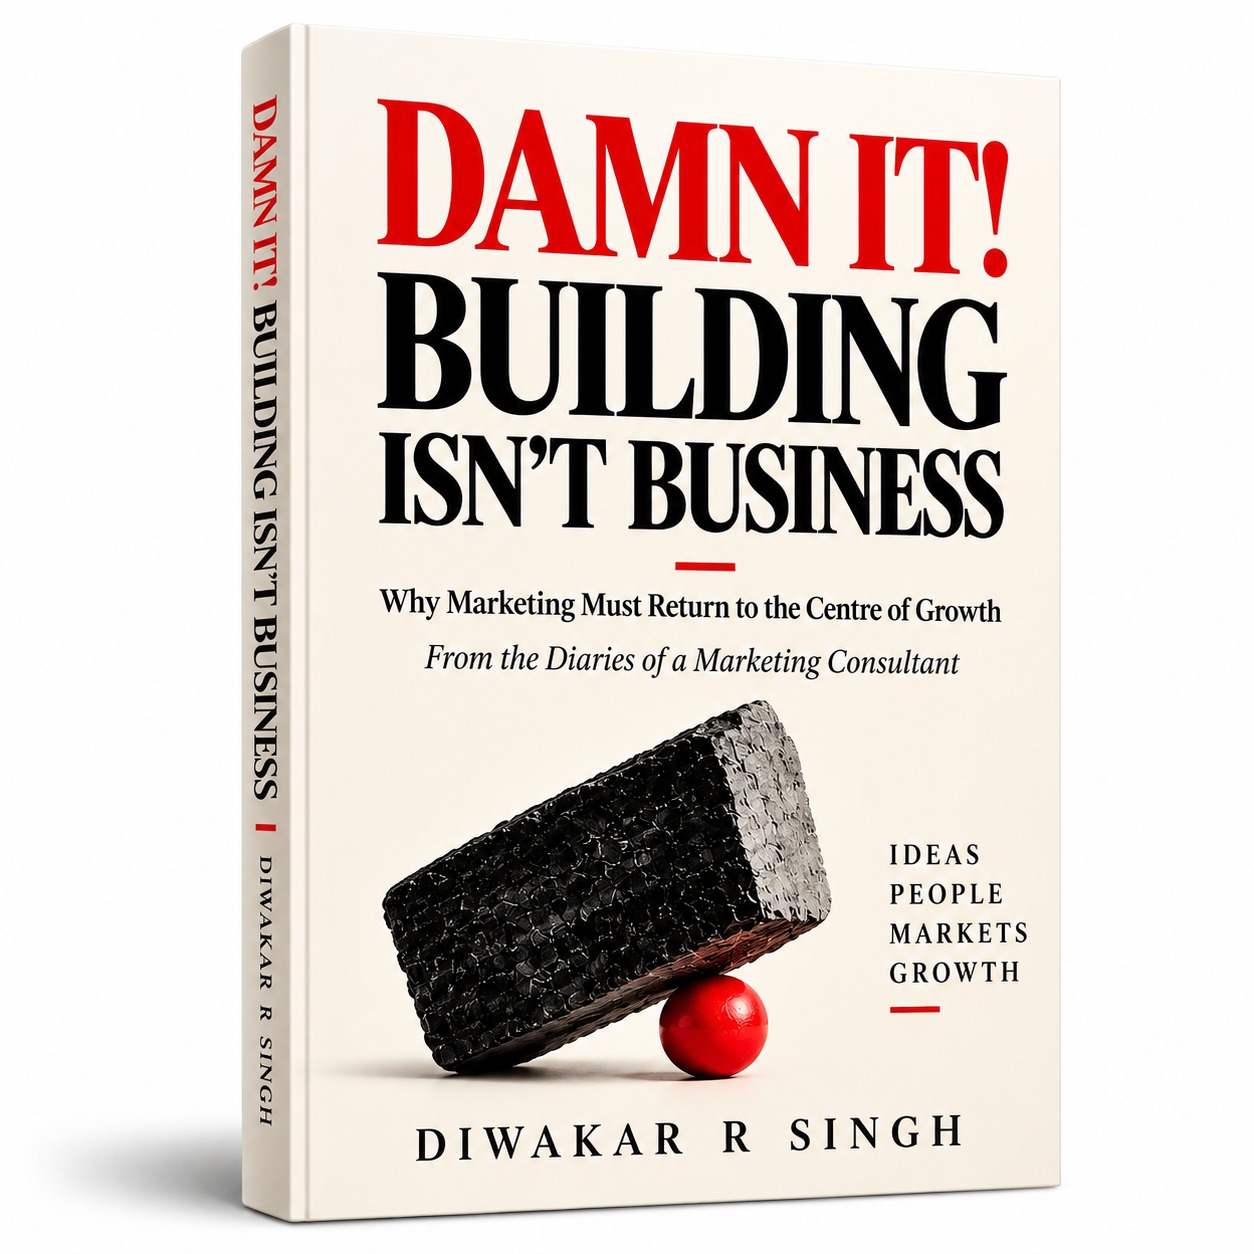 DAMN IT!
BUILDING
ISN'T BUSINESS
Why Marketing Must Return to the Centre of Growth
From the Diaries of a Marketing Consultant
IDEAS
PEOPLE
MARKETS
GROWTH
DIWAKAR R SINGH
DAMN IT! BUILDING ISN'T BUSINESS DIWAKAR R SINGH